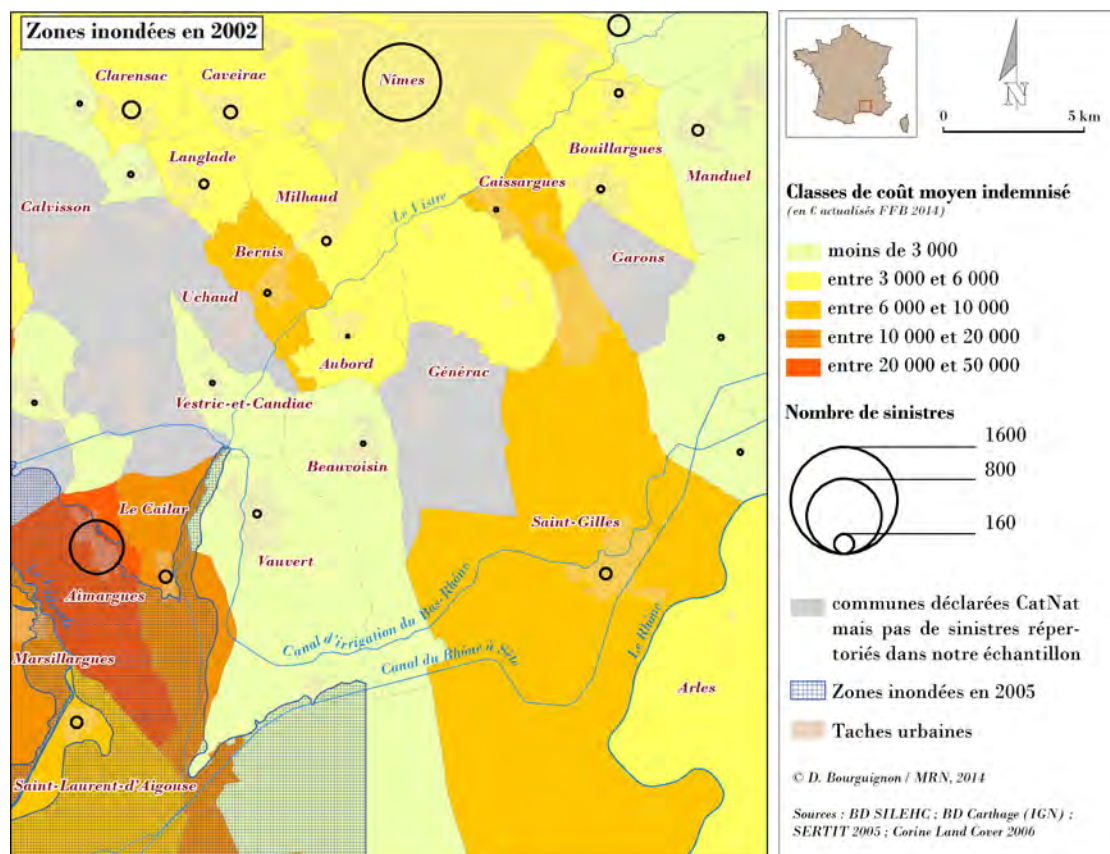 Zones inondées en 2002
Clarensac
Caveirac
Nîmes
Langlade
Bouillargues
Manduel
Calvisson
Milhaud
Caissargues
Le Vistre
Bernis
Garons
Uchaud
Aubord
Générac
Vestric-et-Candiac
Beauvoisin
Le Cailar
Saint-Gilles
Vauvert
Aimargues
Canal d'irrigation du Bas-Rhône
Le Rhône
Canal du Rhône à Sète
Marsillargues
Arles
Saint-Laurent-d'Aigouse
N
0 5 km
Classes de coût moyen indemnisé
(en € actualisés FFB 2014)
moins de 3 000
entre 3 000 et 6 000
entre 6 000 et 10 000
entre 10 000 et 20 000
entre 20 000 et 50 000
Nombre de sinistres
1600
800
160
communes déclarées CatNat
mais pas de sinistres réper-
toriés dans notre échantillon
Zones inondées en 2005
Taches urbaines
© D. Bourguignon / MRN, 2014
Sources : BD SILEHC ; BD Carthage (IGN) ;
SERTIT 2005 ; Corine Land Cover 2006